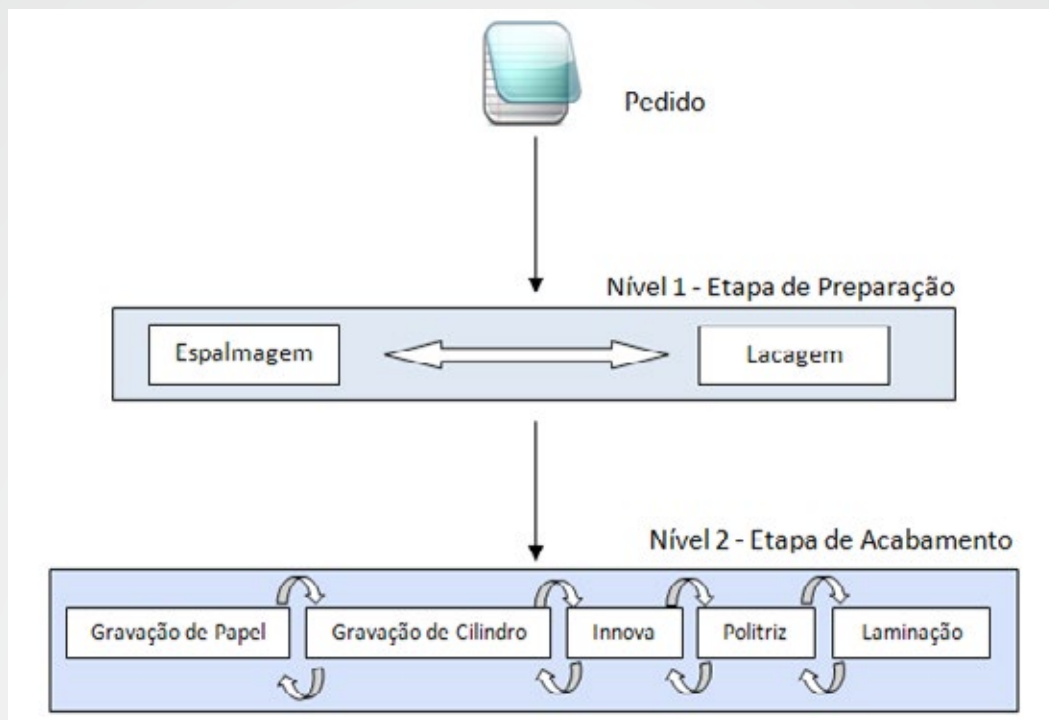 Pedido
Nível 1 - Etapa de Preparação
Espalmagem
Lacagem
Nível 2 - Etapa de Acabamento
Gravação de Papel
Gravação de Cilindro
Innova
Politriz
Laminação